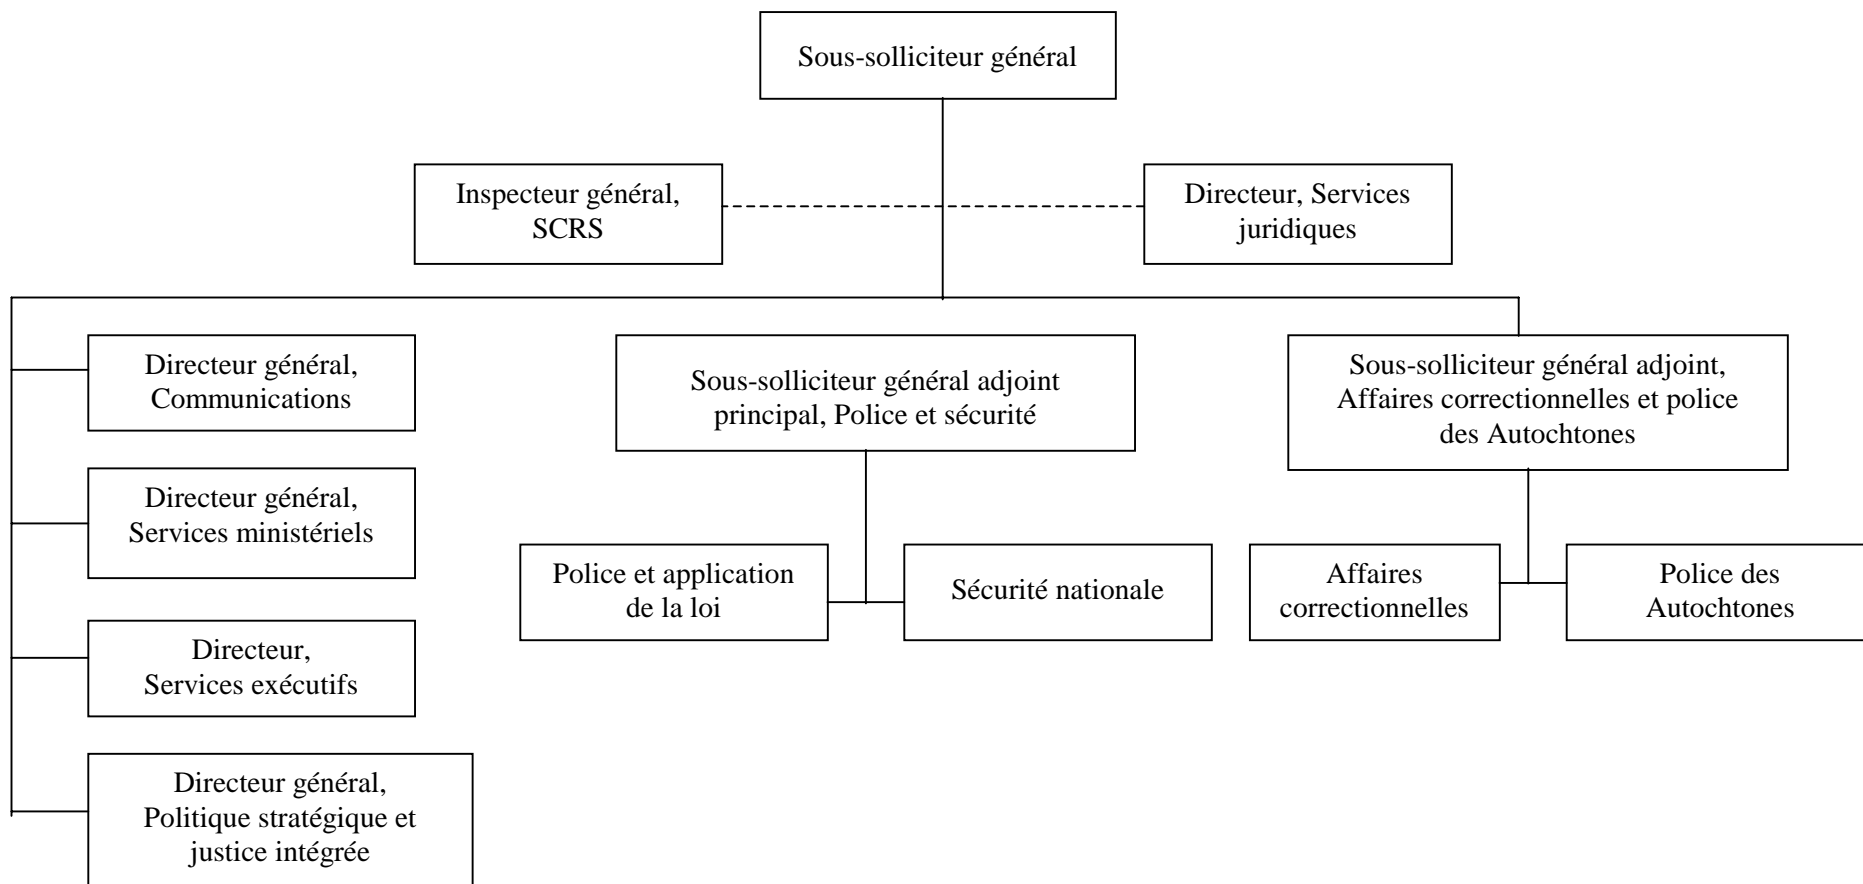 Sous-solliciteur général
Inspecteur général,
SCRS
Directeur, Services
juridiques
Directeur général,
Communications
Directeur général,
Services ministériels
Directeur,
Services exécutifs
Directeur général,
Politique stratégique et
justice intégrée
Sous-solliciteur général adjoint
principal, Police et sécurité
Police et application
de la loi
Sécurité nationale
Sous-solliciteur général adjoint,
Affaires correctionnelles et police
des Autochtones
Affaires
correctionnelles
Police des
Autochtones